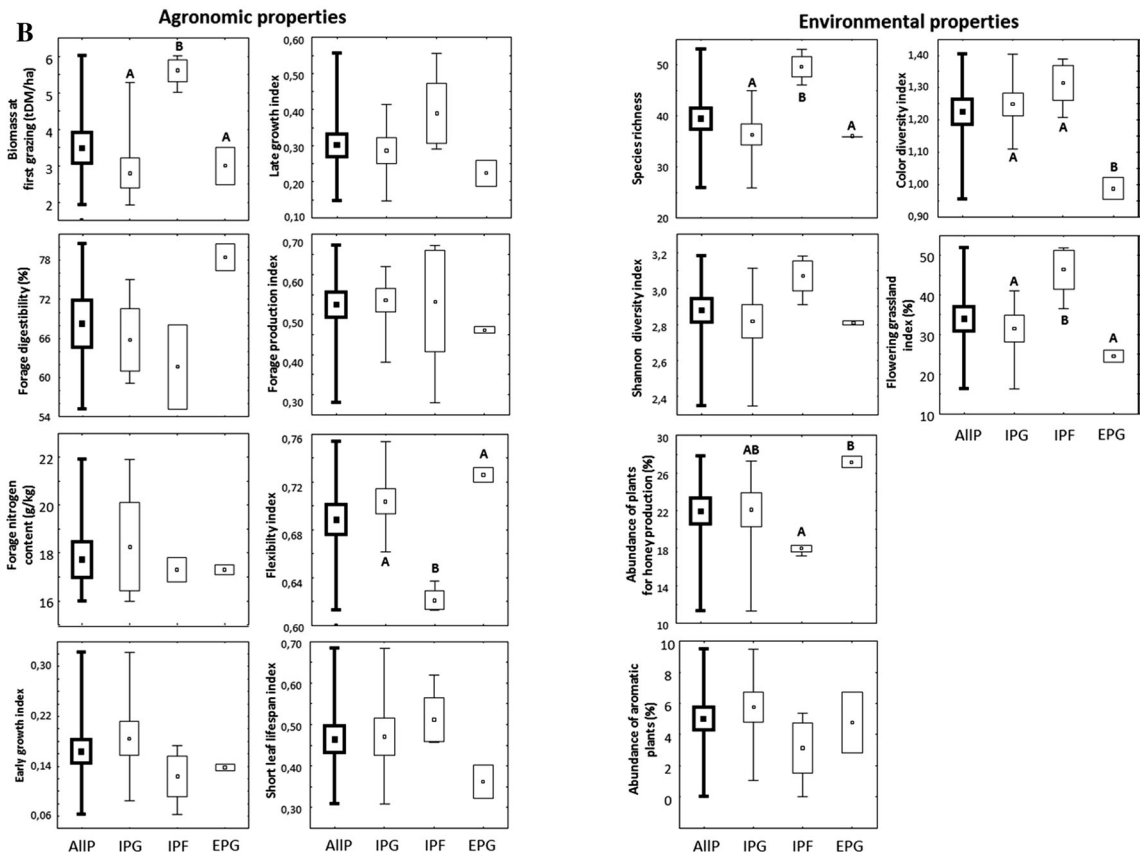 B
Agronomic properties
Environmental properties
Biomass at
first grazing (tDM/ha)
6
5
4
3
2
A
B
A
Late growth index
0,60
0,50
0,40
0,30
0,20
0,10
Species richness
50
40
30
20
A
B
A
Color diversity index
1,40
1,30
1,20
1,10
1,00
0,90
A
A
B
Forage digestibility (%)
78
72
66
60
54
Forage production index
0,70
0,60
0,50
0,40
0,30
Shannon diversity index
3,2
3,0
2,8
2,6
2,4
Flowering grassland
index (%)
50
40
30
20
10
A
B
A
AllP IPG IPF EPG
Forage nitrogen
content (g/kg)
22
20
18
16
Flexibilty index
0,76
0,72
0,68
0,64
0,60
A
B
A
Abundance of plants
for honey production (%)
26
22
18
14
10
AB
A
B
Early growth index
0,30
0,22
0,14
0,06
AllP IPG IPF EPG
Short leaf lifespan index
0,70
0,60
0,50
0,40
0,30
AllP IPG IPF EPG
Abundance of aromatic
plants (%)
10
8
6
4
2
0
AllP IPG IPF EPG